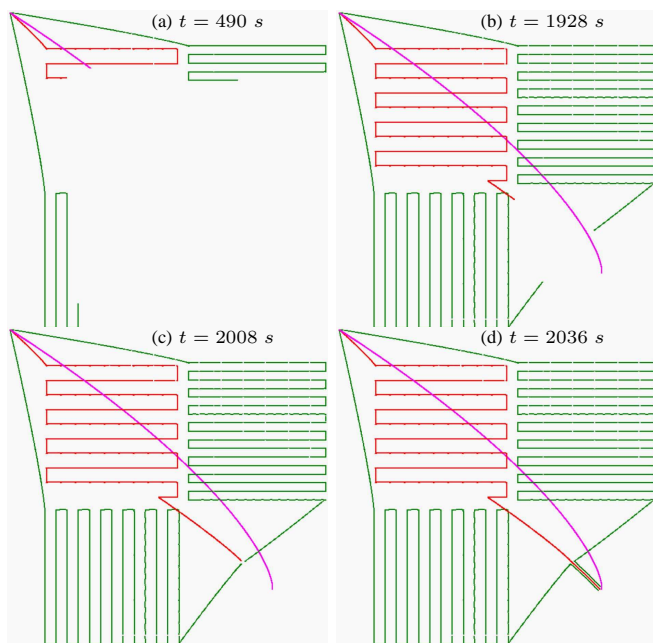 (a) t = 490 s
(b) t = 1928 s
(c) t = 2008 s
(d) t = 2036 s